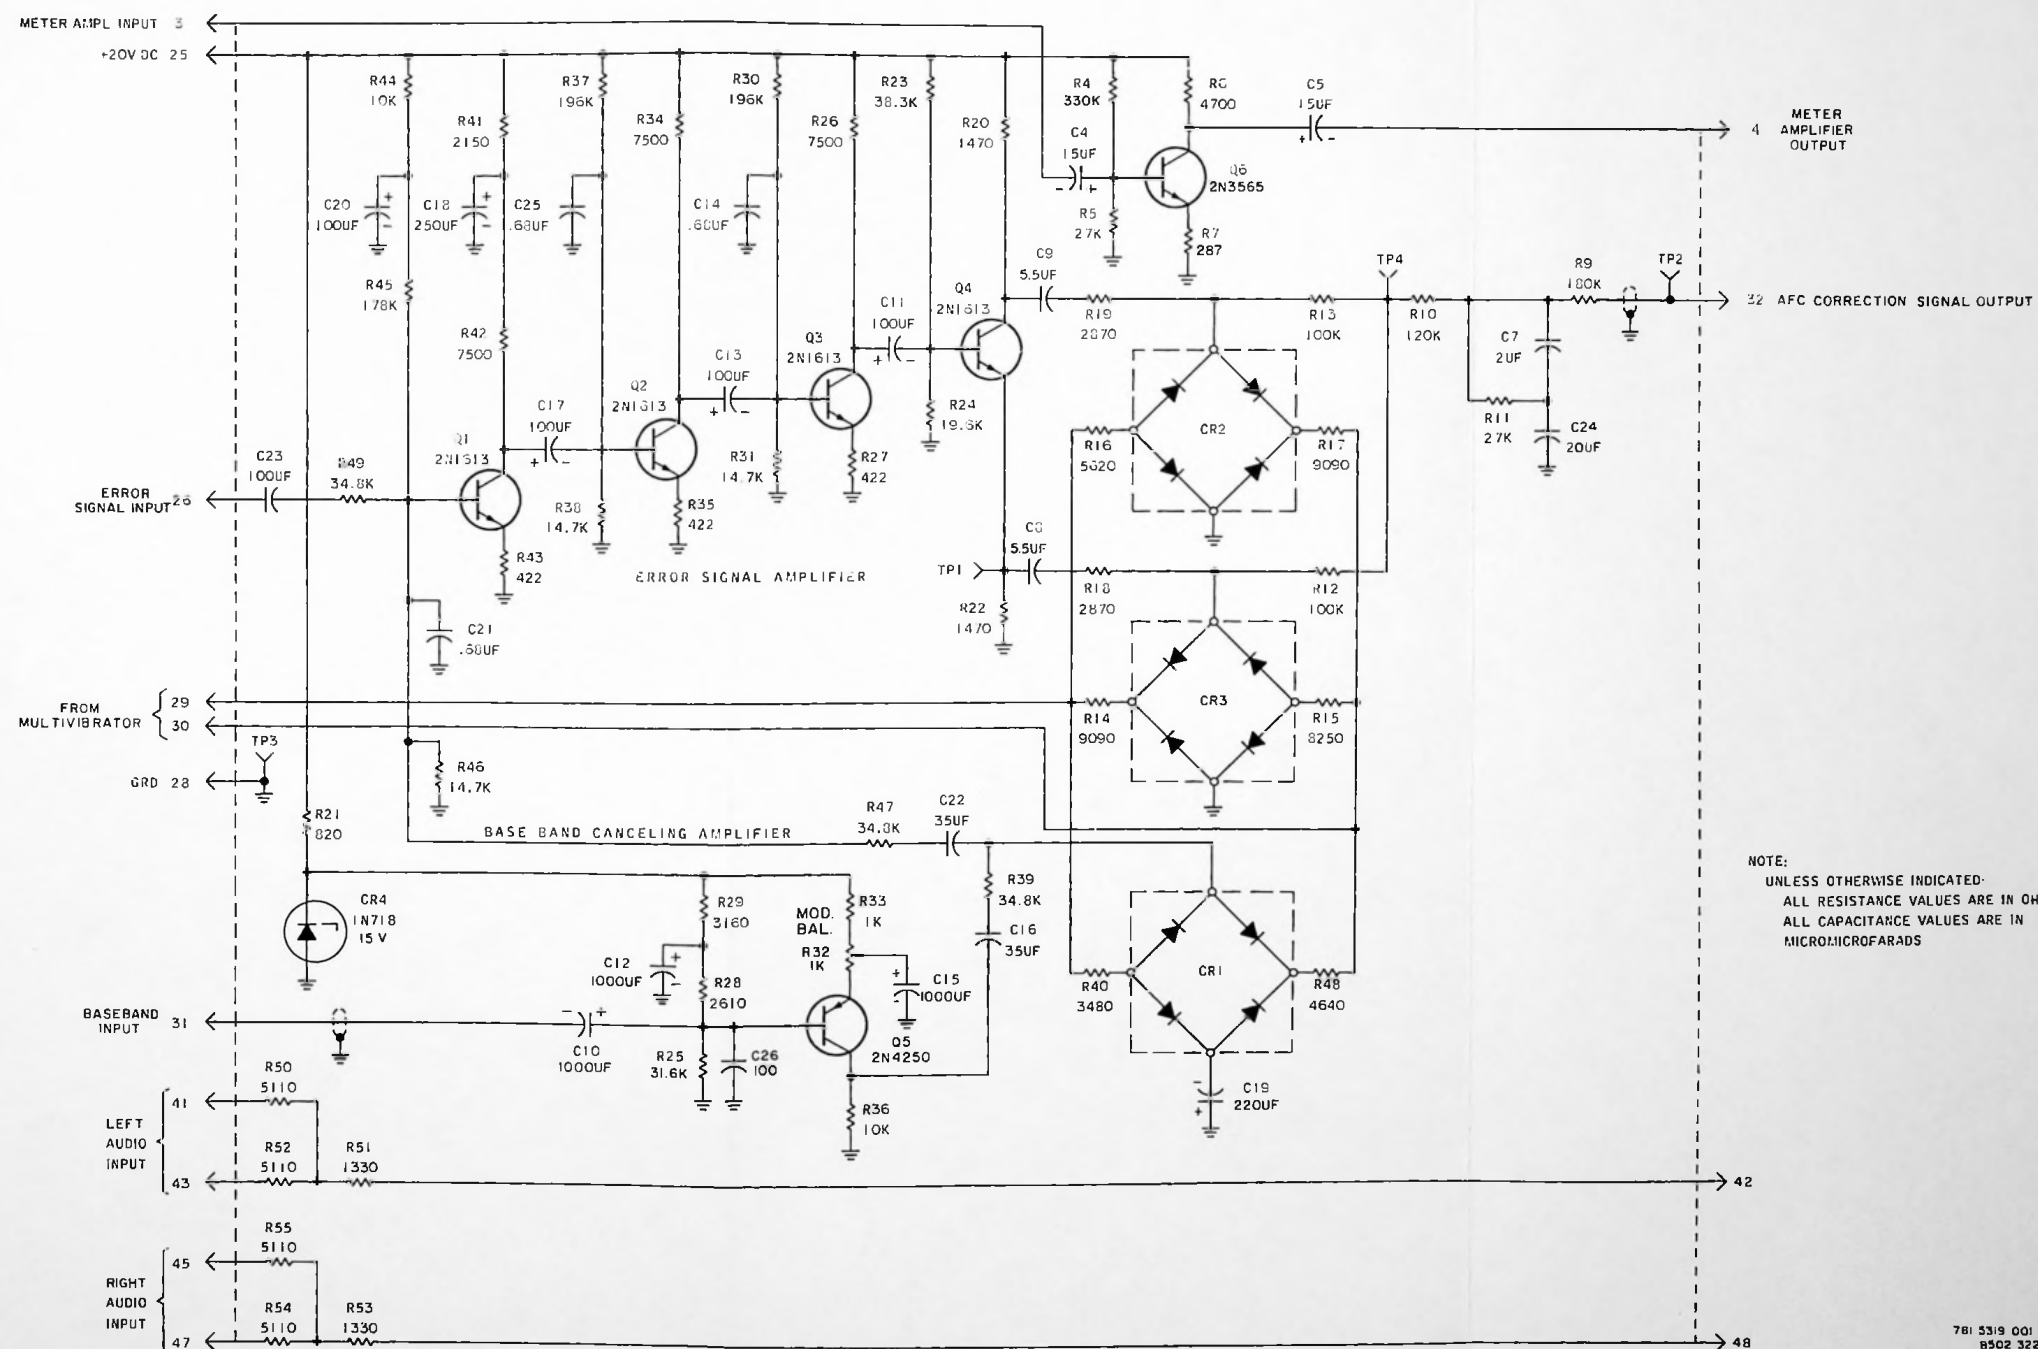 METER AMPL INPUT 3
+20V DC 25
R44
10K
R41
2150
R37
196K
R34
7500
R30
196K
R26
7500
R23
38.3K
R20
1470
R4
330K
R6
4700
C5
15UF
+ -
4 METER
AMPLIFIER
OUTPUT
C4
15UF
- +
Q6
2N3565
R5
27K
R7
287
C20
100UF
+
-
C18
250UF
+
-
C25
.68UF
C14
.68UF
R45
178K
R42
7500
C9
5.5UF
R19
2870
R13
100K
TP4
R10
120K
R9
180K
TP2
32 AFC CORRECTION SIGNAL OUTPUT
C7
2UF
R11
27K
C24
20UF
Q4
2N1613
C11
100UF
+ -
Q3
2N1613
C13
100UF
+ -
Q2
2N1613
C17
100UF
+ -
Q1
2N1613
R24
19.6K
R27
422
R31
14.7K
R35
422
R38
14.7K
R43
422
C23
100UF
R49
34.8K
ERROR
SIGNAL INPUT 26
R16
5620
CR2
R17
9090
ERROR SIGNAL AMPLIFIER
TP1
C8
5.5UF
R18
2870
R12
100K
R22
1470
C21
.68UF
FROM
MULTIVIBRATOR
29
30
R14
9090
CR3
R15
8250
TP3
GRD 28
R46
14.7K
R21
820
BASE BAND CANCELING AMPLIFIER
R47
34.8K
C22
35UF
R39
34.8K
C16
35UF
CR4
1N718
15V
R29
3160
MOD.
BAL.
R33
1K
R32
1K
C12
1000UF
+
-
R28
2610
C15
1000UF
+
-
R40
3480
CR1
R48
4640
NOTE:
UNLESS OTHERWISE INDICATED-
ALL RESISTANCE VALUES ARE IN OH
ALL CAPACITANCE VALUES ARE IN
MICROMICROFARADS
BASEBAND
INPUT 31
- +
C10
1000UF
R25
31.6K
C26
100
Q5
2N4250
R36
10K
-
+
C19
220UF
R50
5110
41
LEFT
AUDIO
INPUT
R52
5110
R51
1330
43
42
R55
5110
45
RIGHT
AUDIO
INPUT
R54
5110
R53
1330
47
48
781 5319 001
8502 322